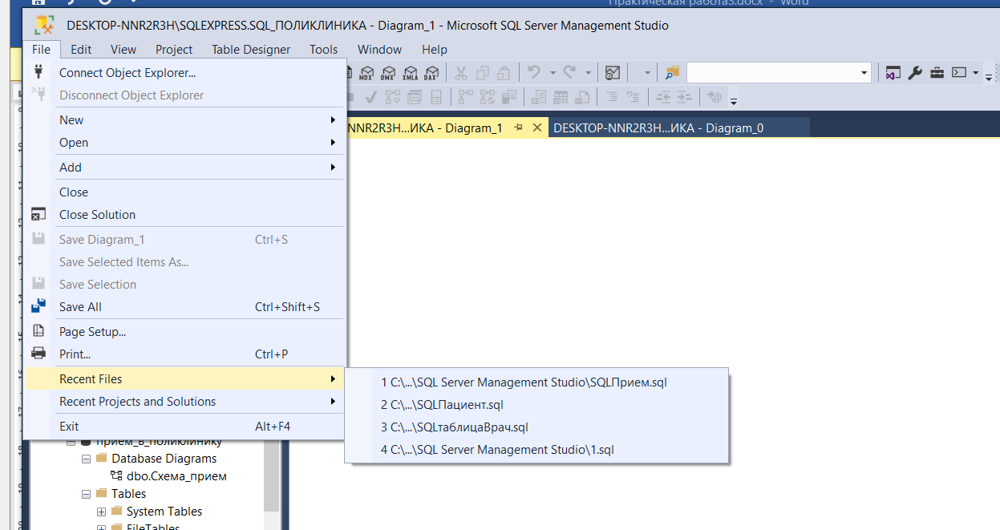 Практическая работа3.docx - Word
DESKTOP-NNR2R3H\SQLEXPRESS.SQL_ПОЛИКЛИНИКА - Diagram_1 - Microsoft SQL Server Management Studio
File Edit View Project Table Designer Tools Window Help
Connect Object Explorer...
MDX DMX XMLA DAX
Disconnect Object Explorer
New
NNR2R3H...ИКА - Diagram_1 DESKTOP-NNR2R3H...ИКА - Diagram_0
Open
Add
Close
Close Solution
Save Diagram_1 Ctrl+S
Save Selected Items As...
Save Selection
Save All Ctrl+Shift+S
Page Setup...
Print... Ctrl+P
Recent Files
1 C:\...\SQL Server Management Studio\SQLПрием.sql
Recent Projects and Solutions
2 C:\...\SQLПациент.sql
Exit Alt+F4
3 C:\...\SQLтаблицаВрач.sql
4 C:\...\SQL Server Management Studio\1.sql
прием_в_поликлинику
Database Diagrams
dbo.Схема_прием
Tables
System Tables
FileTables